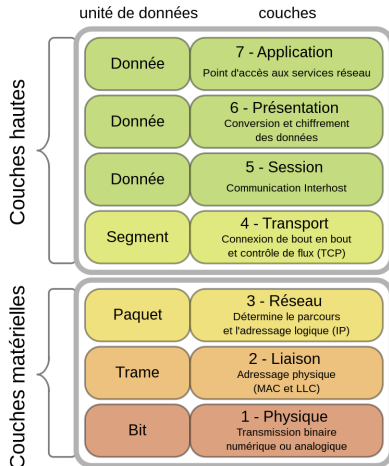 unité de données couches
Couches hautes
Donnée
7 - Application
Point d'accès aux services réseau
Donnée
6 - Présentation
Conversion et chiffrement
des données
Donnée
5 - Session
Communication Interhost
Segment
4 - Transport
Connexion de bout en bout
et contrôle de flux (TCP)
Couches matérielles
Paquet
3 - Réseau
Détermine le parcours
et l'adressage logique (IP)
Trame
2 - Liaison
Adressage physique
(MAC et LLC)
Bit
1 - Physique
Transmission binaire
numérique ou analogique